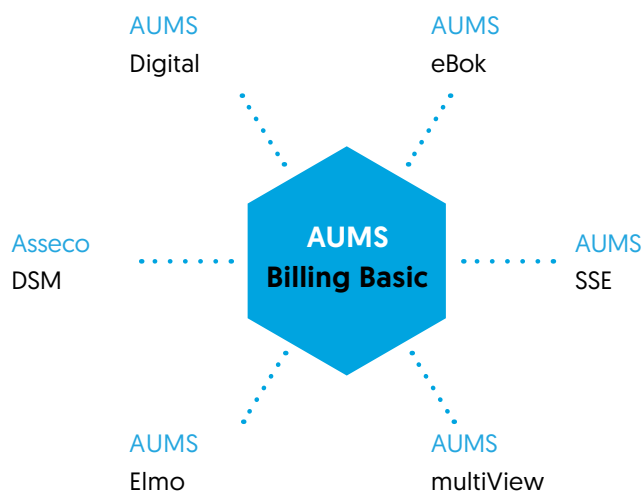 AUMS
Digital
AUMS
eBok
Asseco
DSM
AUMS
Billing Basic
AUMS
SSE
AUMS
Elmo
AUMS
multiView